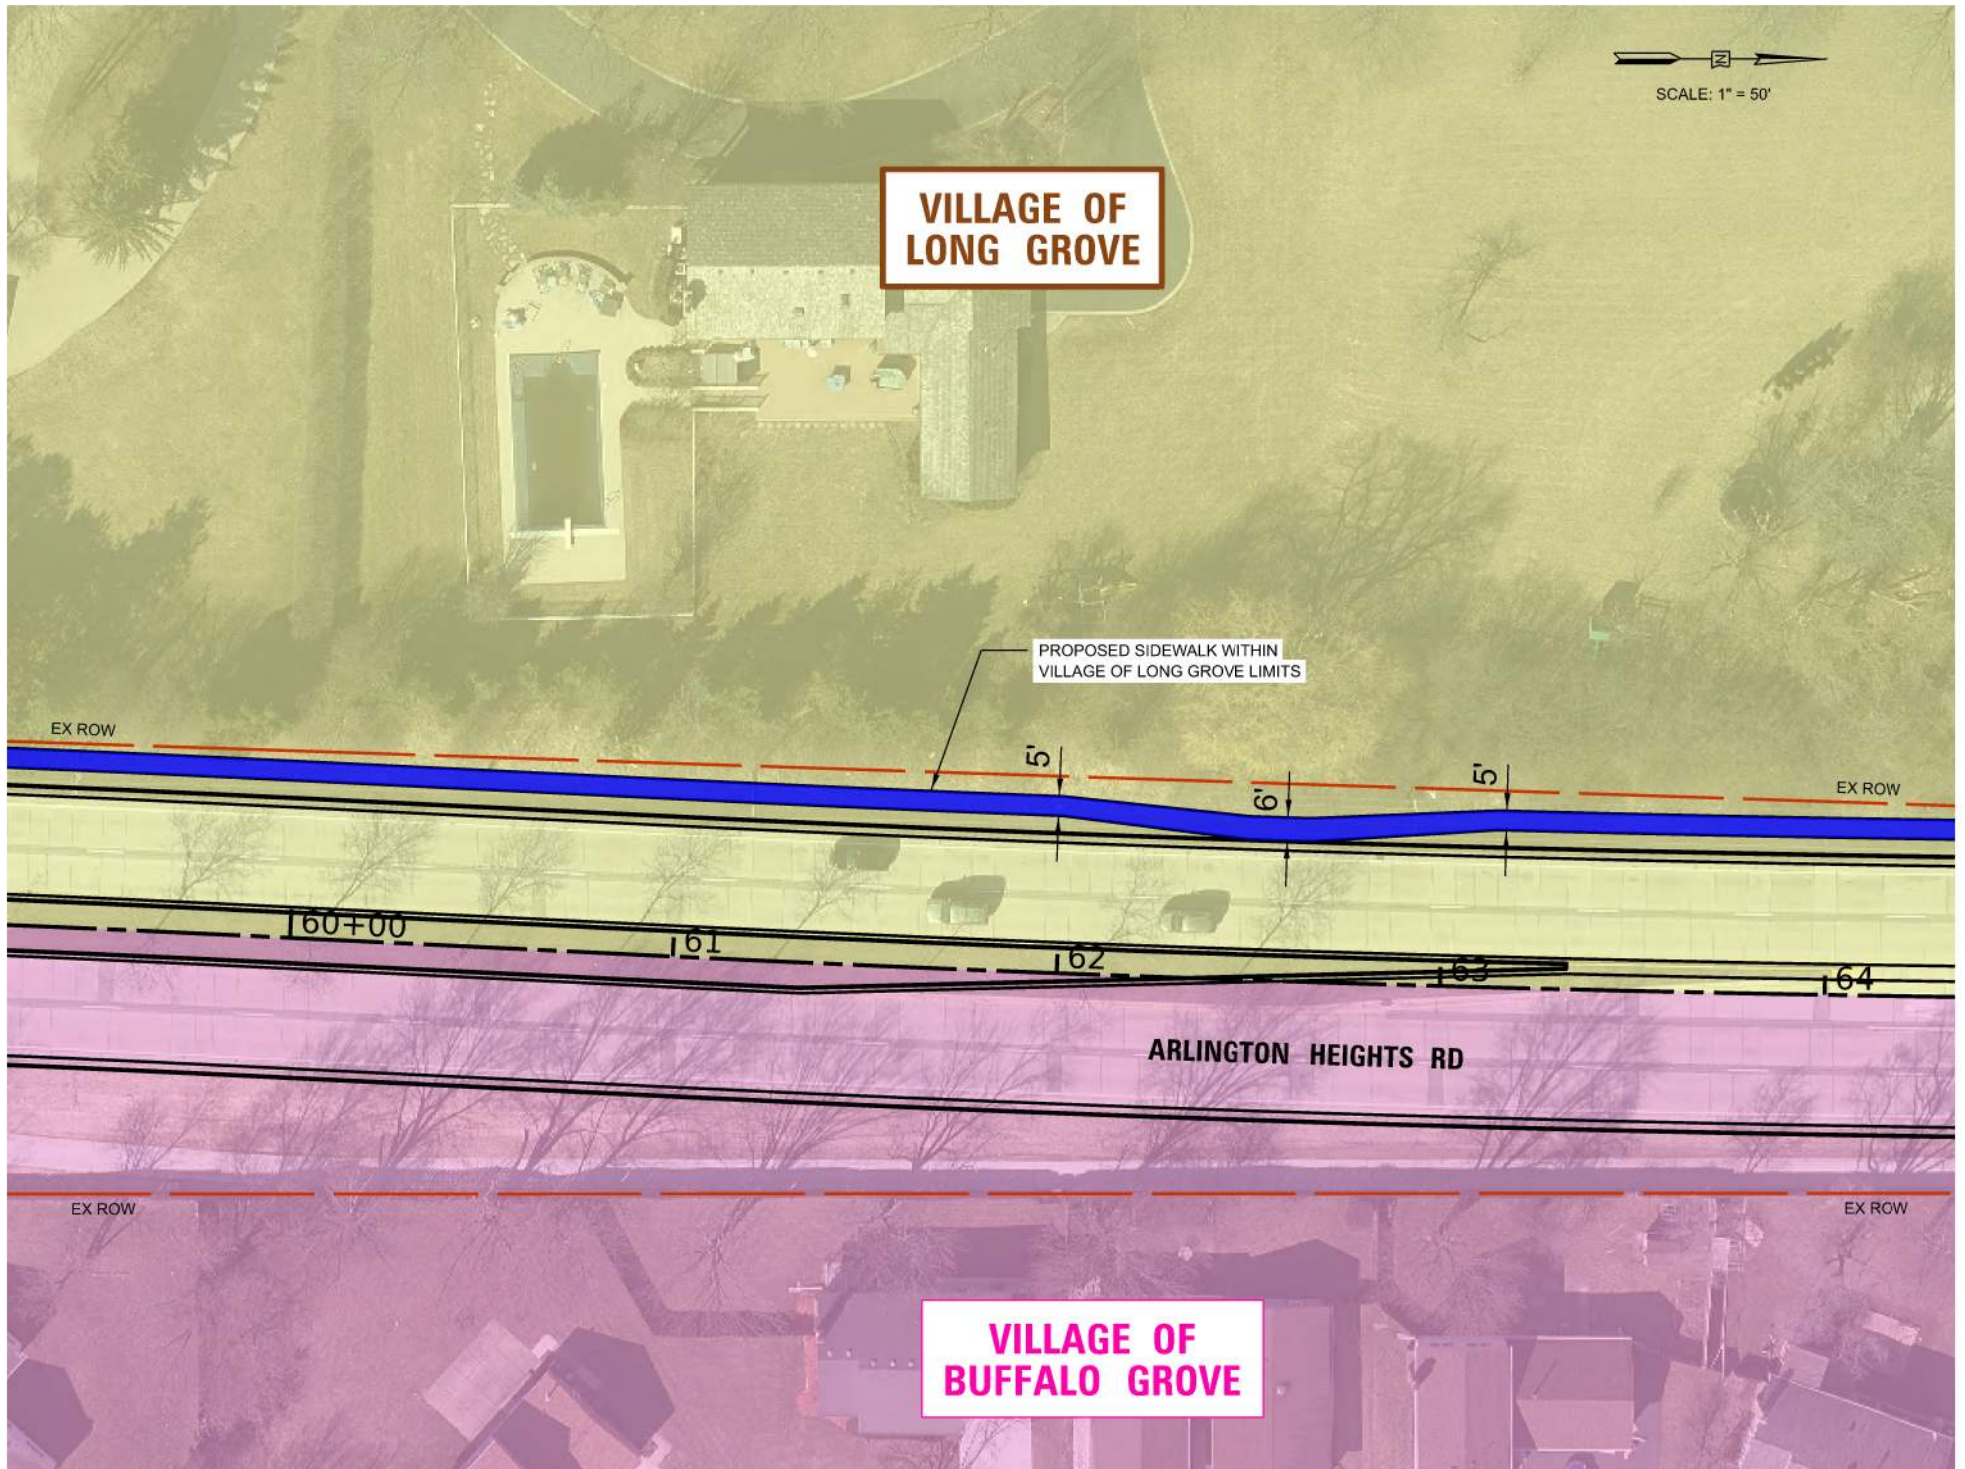 N
SCALE: 1" = 50'
VILLAGE OF
LONG GROVE
PROPOSED SIDEWALK WITHIN
VILLAGE OF LONG GROVE LIMITS
EX ROW
5'
6'
5'
EX ROW
60+00
61
62
63
64
ARLINGTON HEIGHTS RD
EX ROW
EX ROW
VILLAGE OF
BUFFALO GROVE